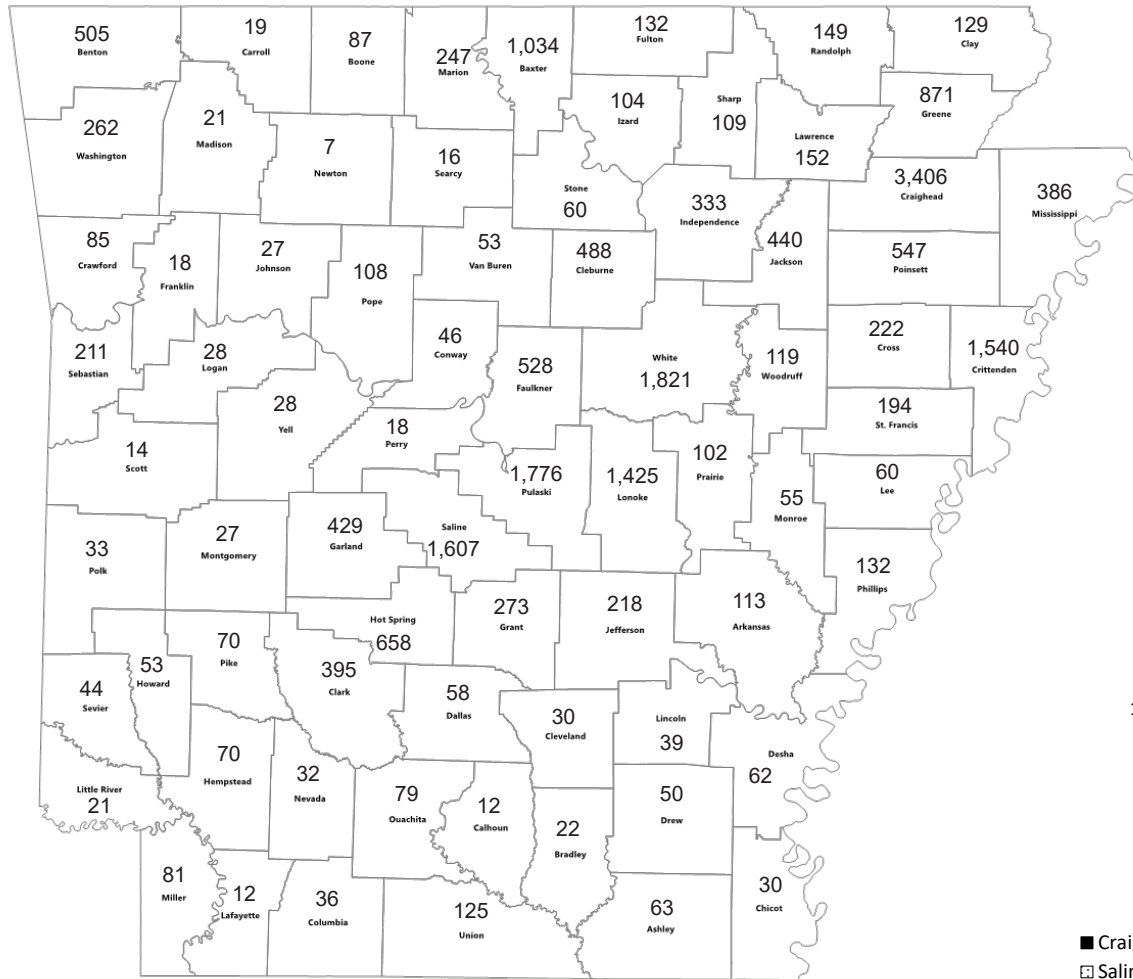 505
Benton
19
Carroll
87
Boone
247
Marion
1,034
Baxter
132
Fulton
149
Randolph
129
Clay
262
Washington
21
Madison
7
Newton
16
Searcy
104
Izard
Sharp
109
Lawrence
152
871
Greene
Stone
60
333
Independence
3,406
Craighead
386
Mississippi
85
Crawford
18
Franklin
27
Johnson
108
Pope
53
Van Buren
488
Cleburne
440
Jackson
547
Poinsett
211
Sebastian
28
Logan
46
Conway
528
Faulkner
White
1,821
119
Woodruff
222
Cross
1,540
Crittenden
14
Scott
28
Yell
18
Perry
1,776
Pulaski
1,425
Lonoke
102
Prairie
194
St. Francis
55
Monroe
60
Lee
33
Polk
27
Montgomery
429
Garland
Saline
1,607
132
Phillips
Hot Spring
658
273
Grant
218
Jefferson
113
Arkansas
44
Sevier
53
Howard
70
Pike
395
Clark
58
Dallas
30
Cleveland
Lincoln
39
Desha
62
1
Little River
21
70
Hempstead
32
Nevada
79
Ouachita
12
Calhoun
22
Bradley
50
Drew
81
Miller
12
Lafayette
36
Columbia
125
Union
63
Ashley
30
Chicot
Crai
Salin